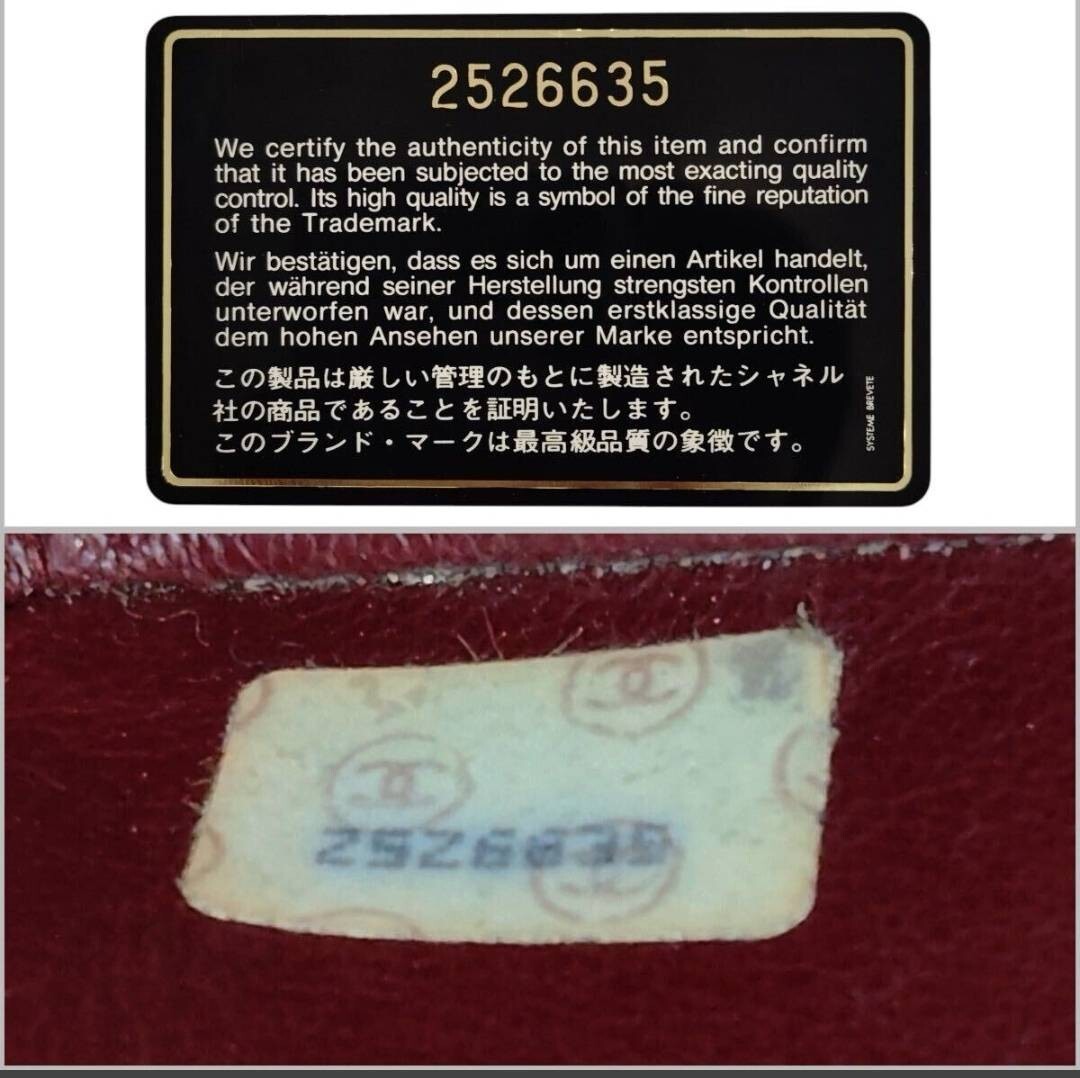 2526635
We certify the authenticity of this item and confirm
that it has been subjected to the most exacting quality
control. Its high quality is a symbol of the fine reputation
of the Trademark.
Wir bestätigen, dass es sich um einen Artikel handelt,
der während seiner Herstellung strengsten Kontrollen
unterworfen war, und dessen erstklassige Qualität
dem hohen Ansehen unserer Marke entspricht.
この製品は厳しい管理のもとに製造されたシャネル
社の商品であることを証明いたします。
このブランド・マークは最高級品質の象徴です。
SYSTEME BREVETE
2526635